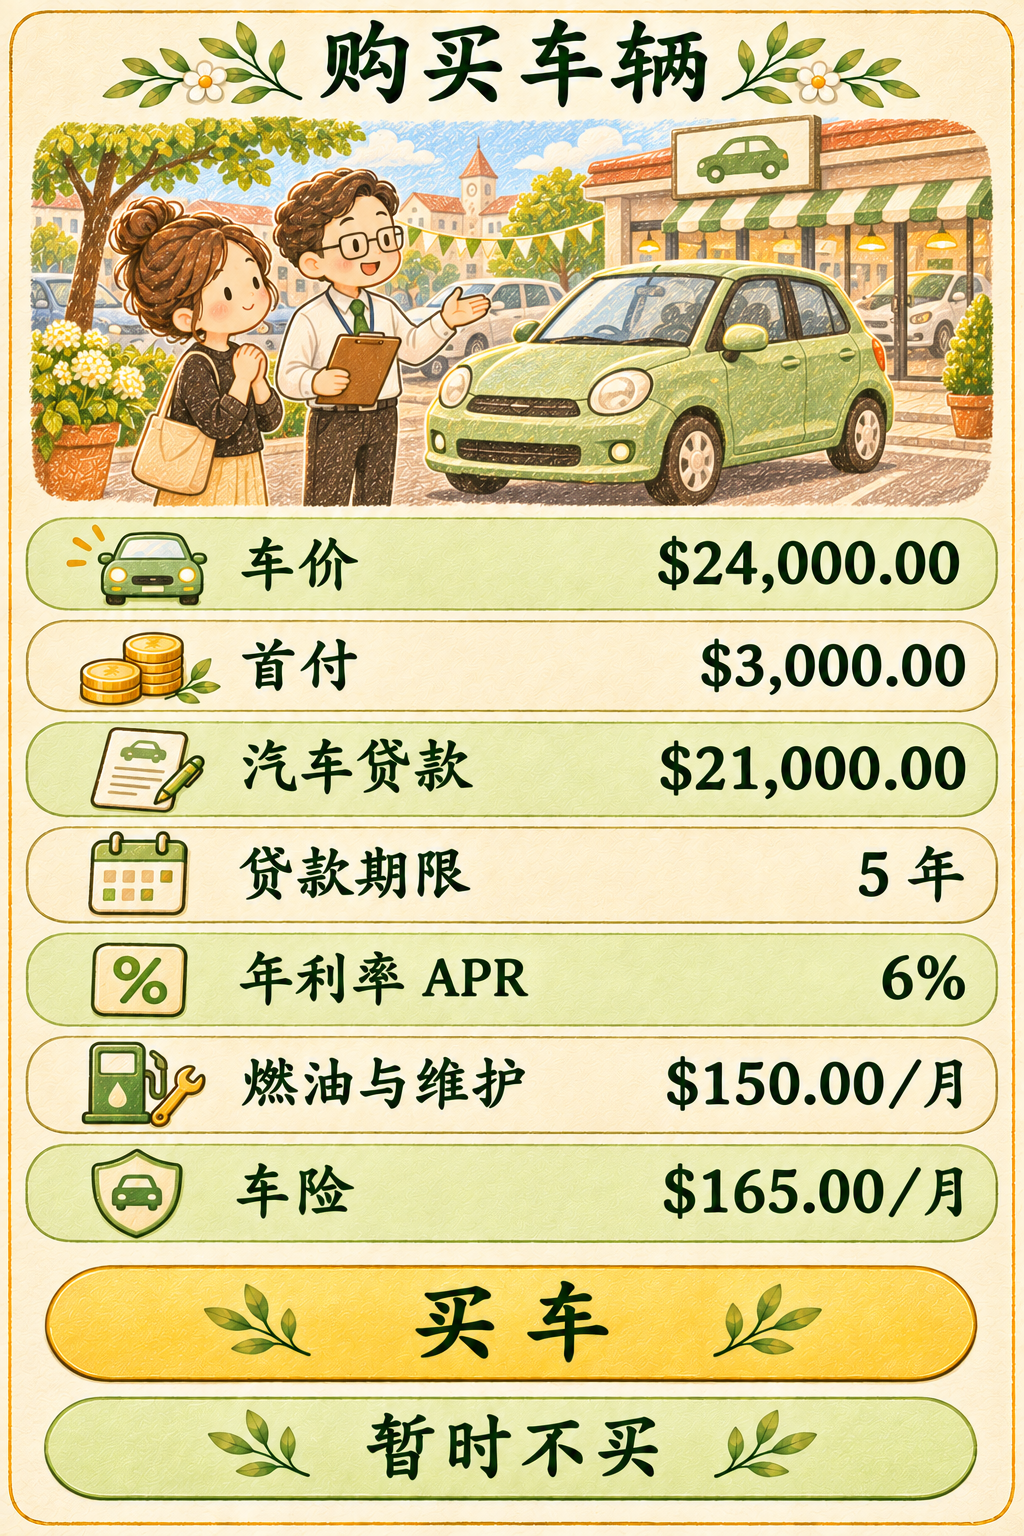 购买车辆
车价 $24,000.00
首付 $3,000.00
汽车贷款 $21,000.00
贷款期限 5 年
% 年利率 APR 6%
燃油与维护 $150.00/月
车险 $165.00/月
买车
暂时不买